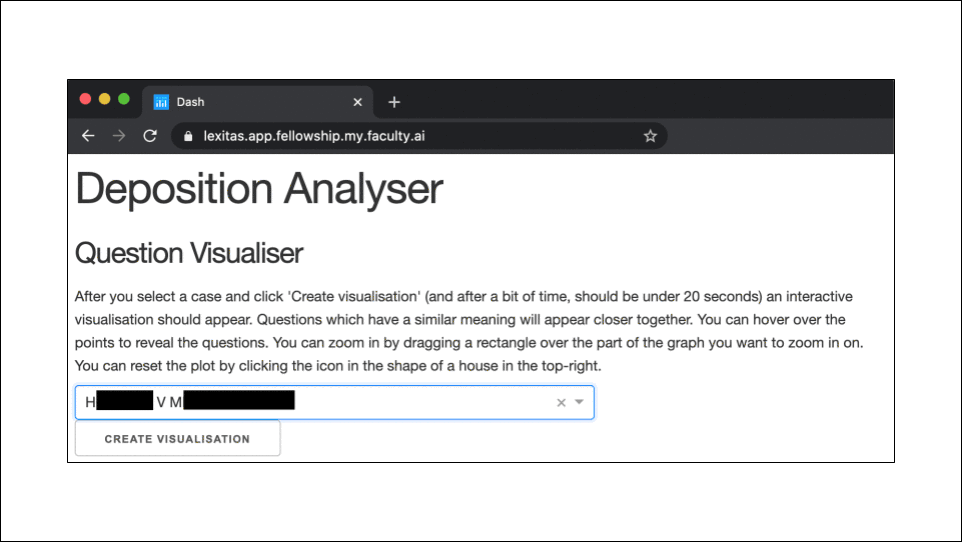 Dash
lexitas.app.fellowship.my.faculty.ai
Deposition Analyser
Question Visualiser
After you select a case and click 'Create visualisation' (and after a bit of time, should be under 20 seconds) an interactive
visualisation should appear. Questions which have a similar meaning will appear closer together. You can hover over the
points to reveal the questions. You can zoom in by dragging a rectangle over the part of the graph you want to zoom in on.
You can reset the plot by clicking the icon in the shape of a house in the top-right.
H V M
CREATE VISUALISATION